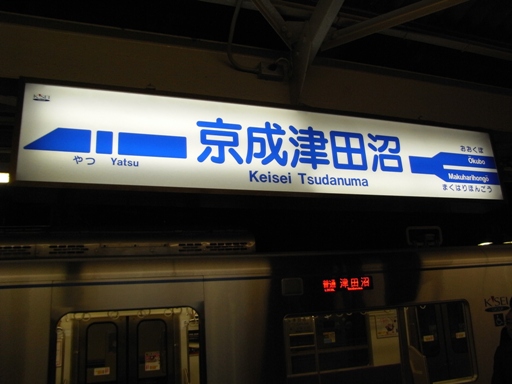 KSEI
京成津田沼
Keisei Tsudanuma
やつ Yatsu
おおくぼ
Ōkubo
Makuharihongō
まくはりほんごう
普通 津田沼